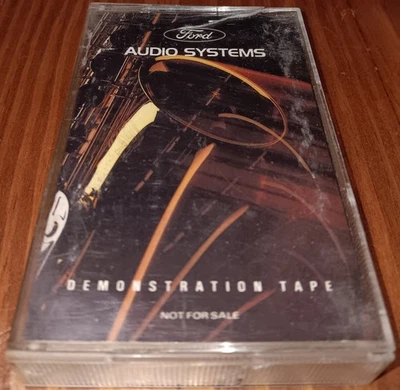 Ford
AUDIO SYSTEMS
DEMONSTRATION TAPE
NOT FOR SALE